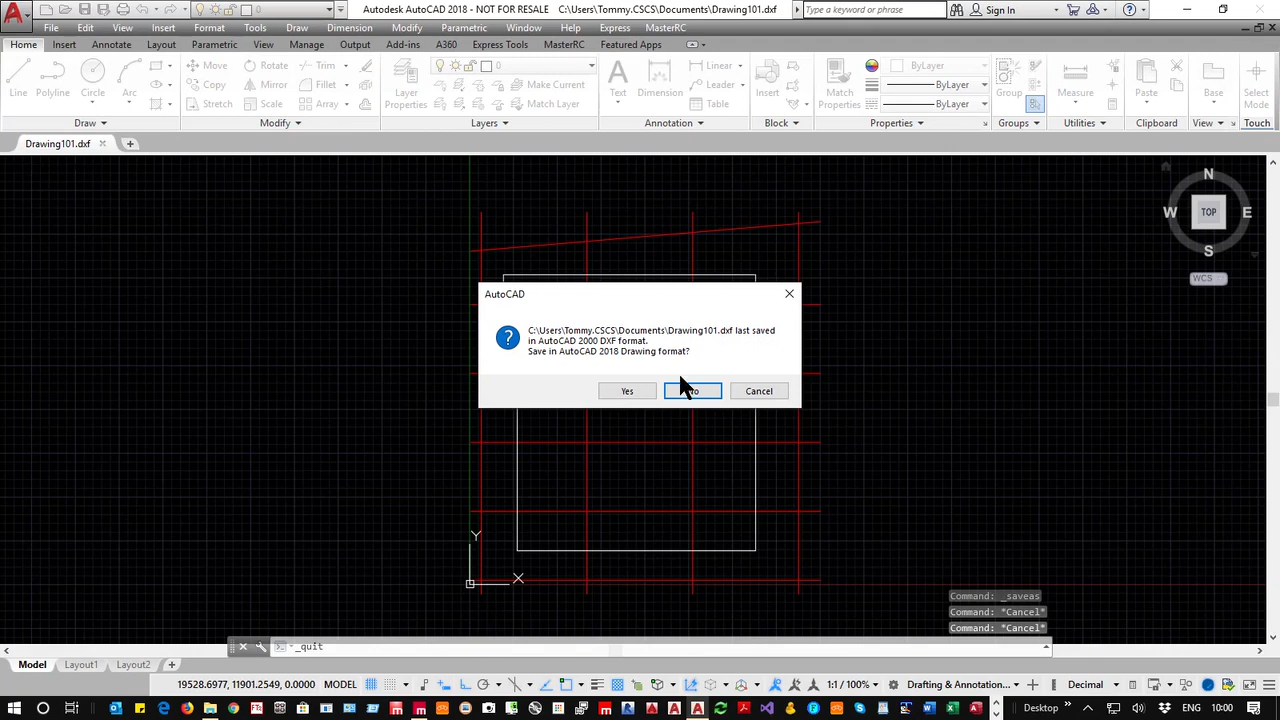 0
Autodesk AutoCAD 2018 - NOT FOR RESALE
C:\Users\Tommy.CSCS\Documents\Drawing101.dxf
Type a keyword or phrase
Sign In
File Edit View Insert Format Tools Draw Dimension Modify Parametric Window Help Express MasterRC
Home Insert Annotate Layout Parametric View Manage Output Add-ins A360 Express Tools MasterRC Featured Apps
Move Rotate Trim 0 Linear ByLayer
Line Polyline Circle Arc Copy Mirror Fillet Layer Properties Make Current Text Dimension Leader Insert Match Properties ByLayer Group Measure Paste Base Select Mode
Stretch Scale Array Match Layer Table ByLayer
Draw Modify Layers Annotation Block Properties Groups Utilities Clipboard View Touch
Drawing101.dxf
N
W TOP E
S
WCS
AutoCAD
C:\Users\Tommy.CSCS\Documents\Drawing101.dxf last saved
in AutoCAD 2000 DXF format.
Save in AutoCAD 2018 Drawing format?
Yes Cancel
Y
X
Command: _saveas
Command: *Cancel*
Command: *Cancel*
_quit
Model Layout1 Layout2
19528.6977, 11901.2549, 0.0000 MODEL 1:1 / 100% Drafting & Annotation... Decimal
Desktop ENG 10:00